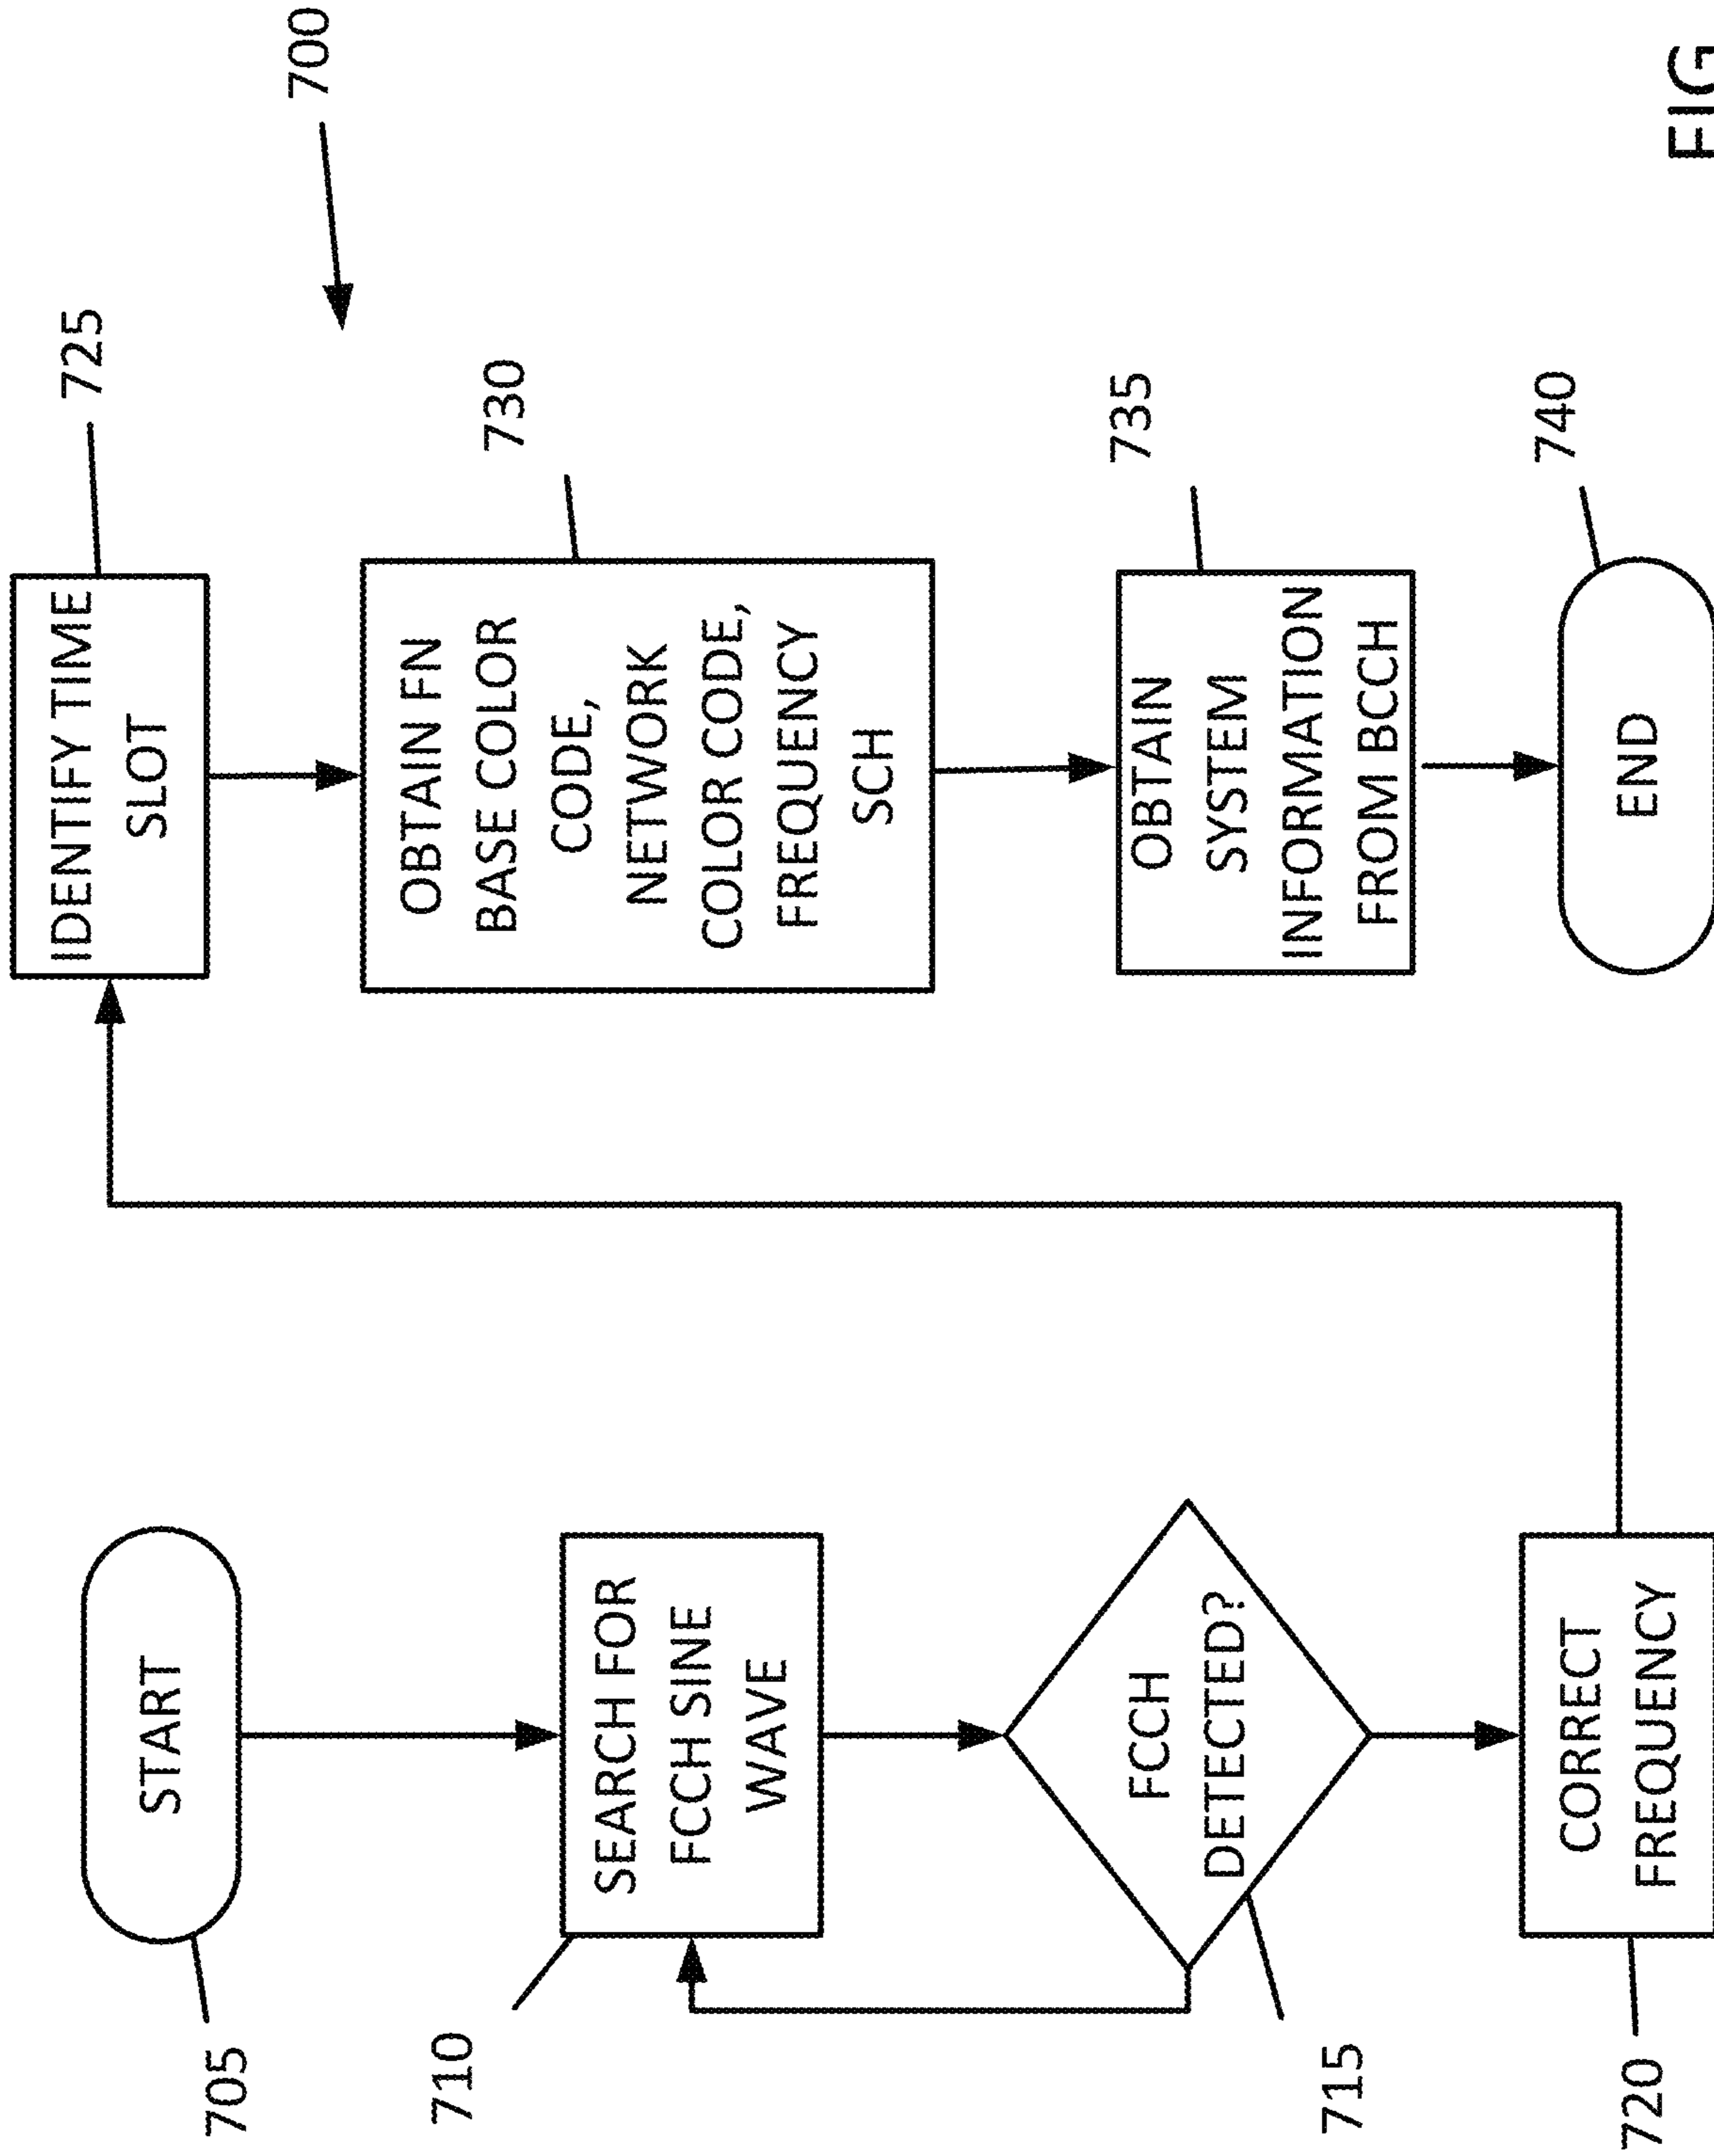 700
START
705
SEARCH FOR
FCCH SINE
WAVE
710
FCCH
DETECTED?
715
CORRECT
FREQUENCY
720
IDENTIFY TIME
SLOT
725
OBTAIN FN
BASE COLOR
CODE,
NETWORK
COLOR CODE,
FREQUENCY
SCH
730
OBTAIN
SYSTEM
INFORMATION
FROM BCCH
735
END
740
FIG